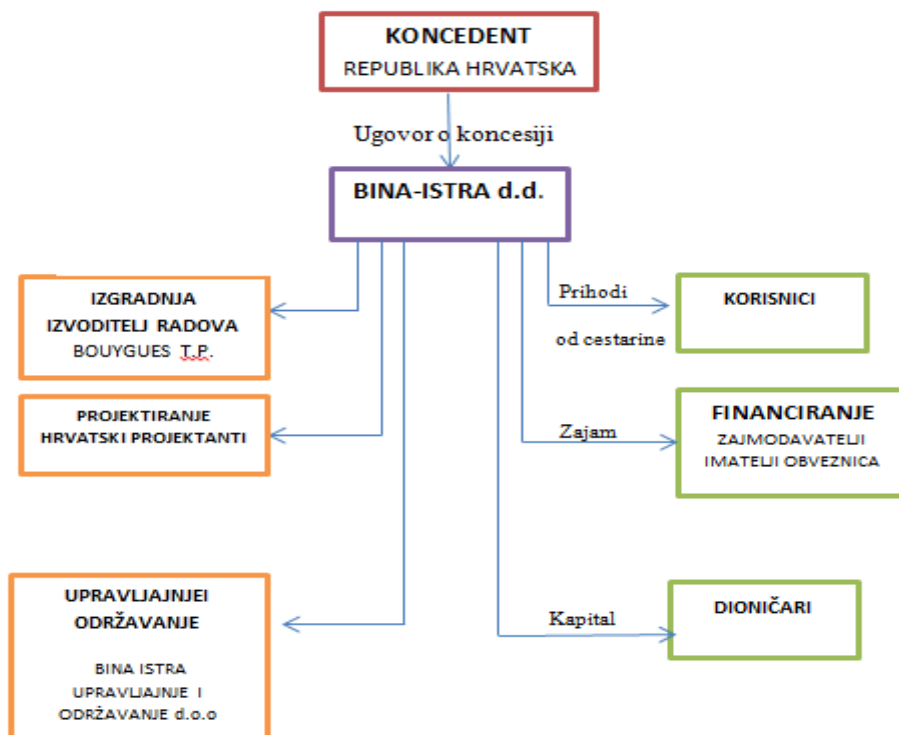 KONCEDENT
REPUBLIKA HRVATSKA
Ugovor o koncesiji
BINA-ISTRA d.d.
IZGRADNJA
IZVODITELJ RADOVA
BOUYGUES T.P.
PROJEKTIRANJE
HRVATSKI PROJEKTANTI
UPRAVLJAJNJEI
ODRŽAVANJE
BINA ISTRA
UPRAVLJAJNJE I
ODRŽAVANJE d.o.o
Prihodi
od cestarine
KORISNICI
Zajam
FINANCIRANJE
ZAJMODAVATELJI
IMATELJI OBVEZNICA
Kapital
DIONIČARI